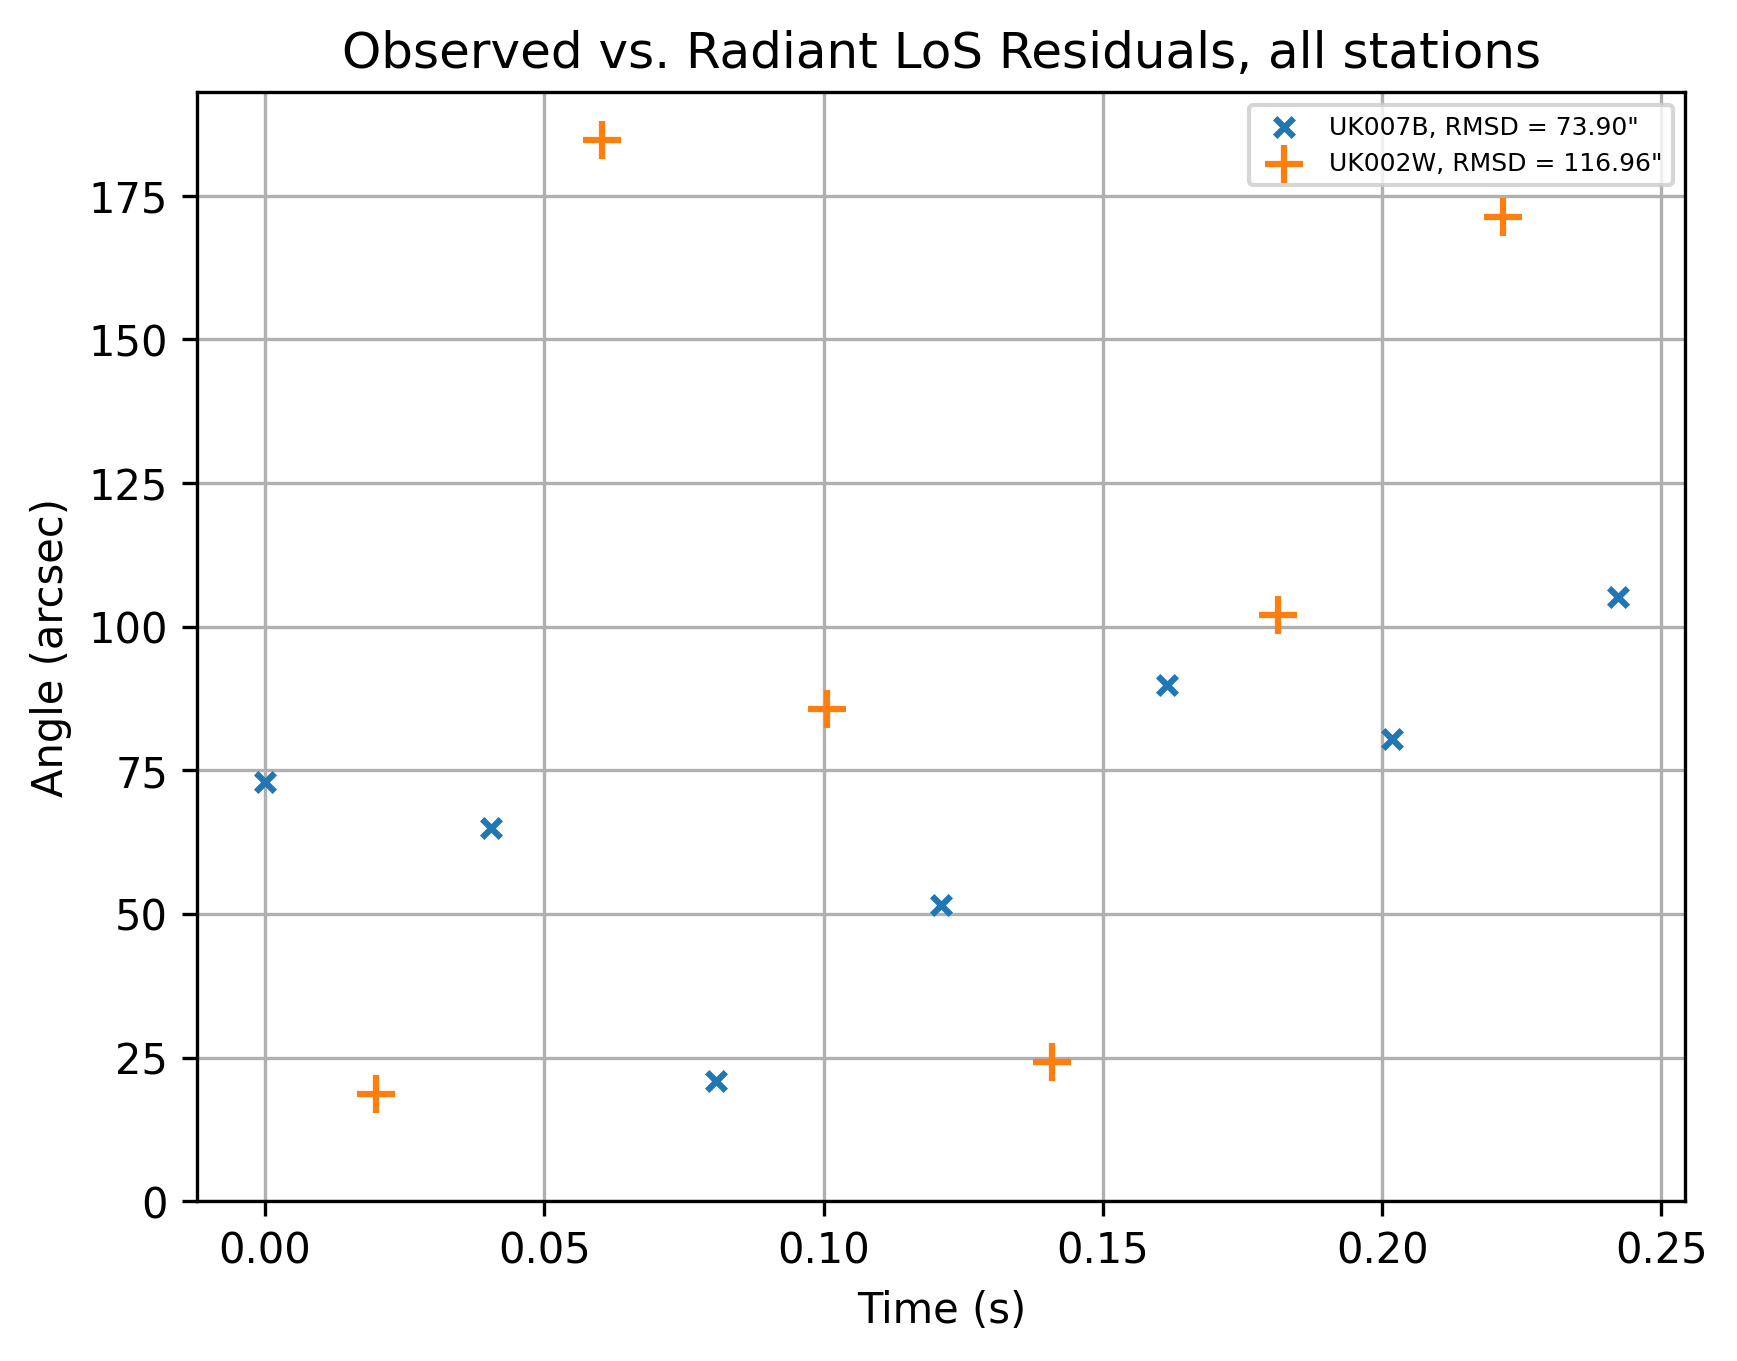 Observed vs. Radiant LoS Residuals, all stations
UK007B, RMSD = 73.90"
UK002W, RMSD = 116.96"
175
150
125
100
75
50
25
0
Angle (arcsec)
0.00 0.05 0.10 0.15 0.20 0.25
Time (s)